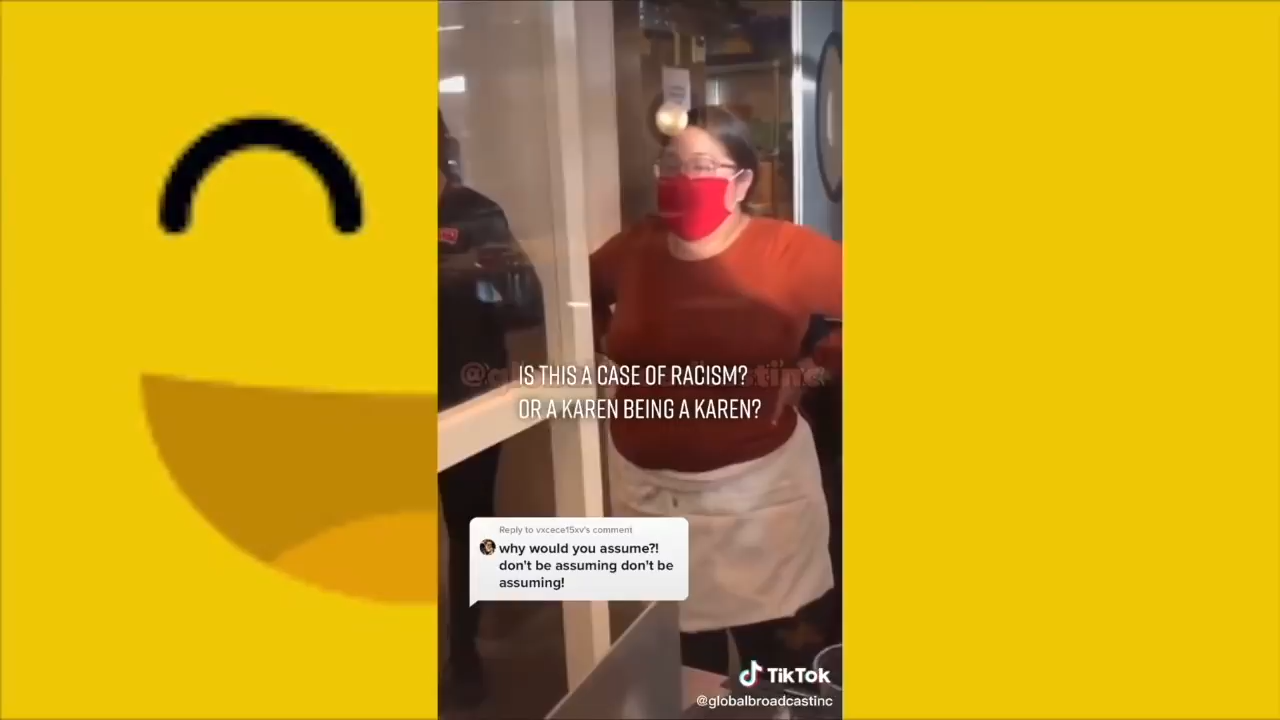 IS THIS A CASE OF RACISM?
OR A KAREN BEING A KAREN?
Reply to vxcece15xv's comment
why would you assume?!
don't be assuming don't be
assuming!
TikTok
@globalbroadcastinc